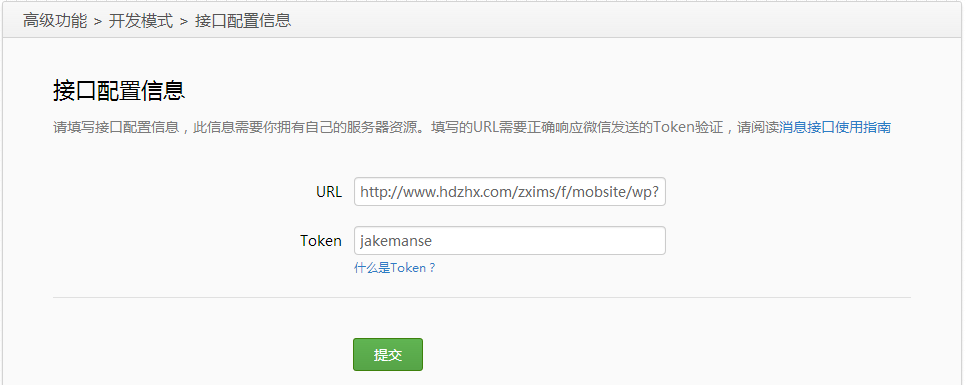 高级功能 > 开发模式 > 接口配置信息
接口配置信息
请填写接口配置信息，此信息需要你拥有自己的服务器资源。填写的URL需要正确响应微信发送的Token验证，请阅读消息接口使用指南
URL http://www.hdzhx.com/zxims/f/mobsite/wp?
Token jakemanse
什么是Token？
提交